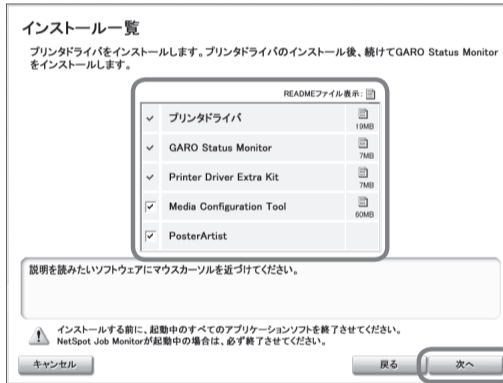 インストール一覧
プリンタドライバをインストールします。プリンタドライバのインストール後、続けてGARO Status Monitor
をインストールします。
READMEファイル表示:
プリンタドライバ
19MB
GARO Status Monitor
7MB
Printer Driver Extra Kit
7MB
Media Configuration Tool
60MB
PosterArtist
説明を読みたいソフトウェアにマウスカーソルを近づけてください。
インストールする前に、起動中のすべてのアプリケーションソフトを終了させてください。
NetSpot Job Monitorが起動中の場合は、必ず終了させてください。
キャンセル
戻る
次へ